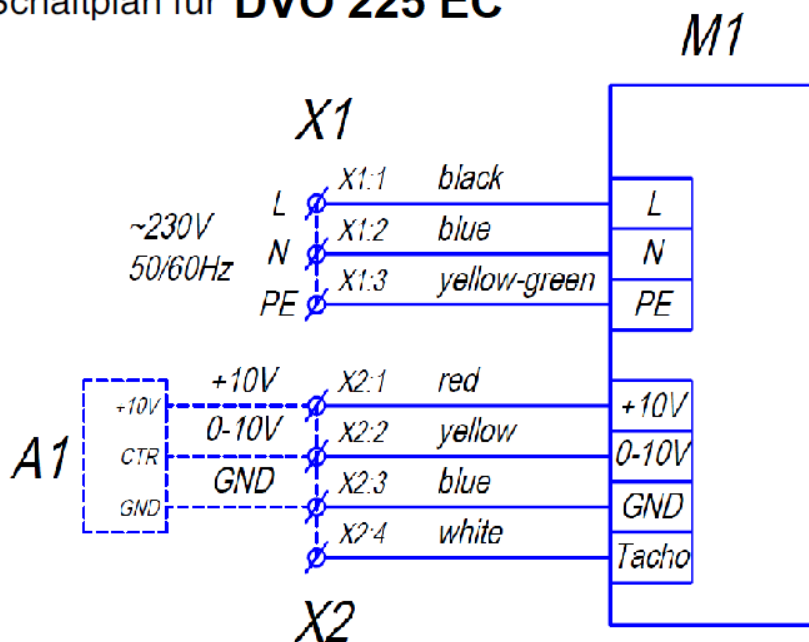 Schaltplan für DVO 225 EC
M1
X1
L X1:1 black L
~230V
50/60Hz
N X1:2 blue N
PE X1:3 yellow-green PE
A1
+10V +10V X2:1 red +10V
CTR 0-10V X2:2 yellow 0-10V
GND GND X2:3 blue GND
X2:4 white Tacho
X2